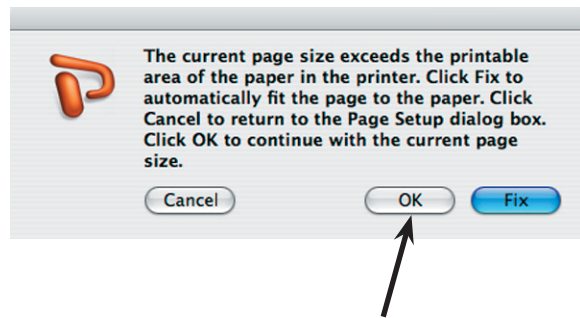 The current page size exceeds the printable
area of the paper in the printer. Click Fix to
automatically fit the page to the paper. Click
Cancel to return to the Page Setup dialog box.
Click OK to continue with the current page
size.
Cancel OK Fix